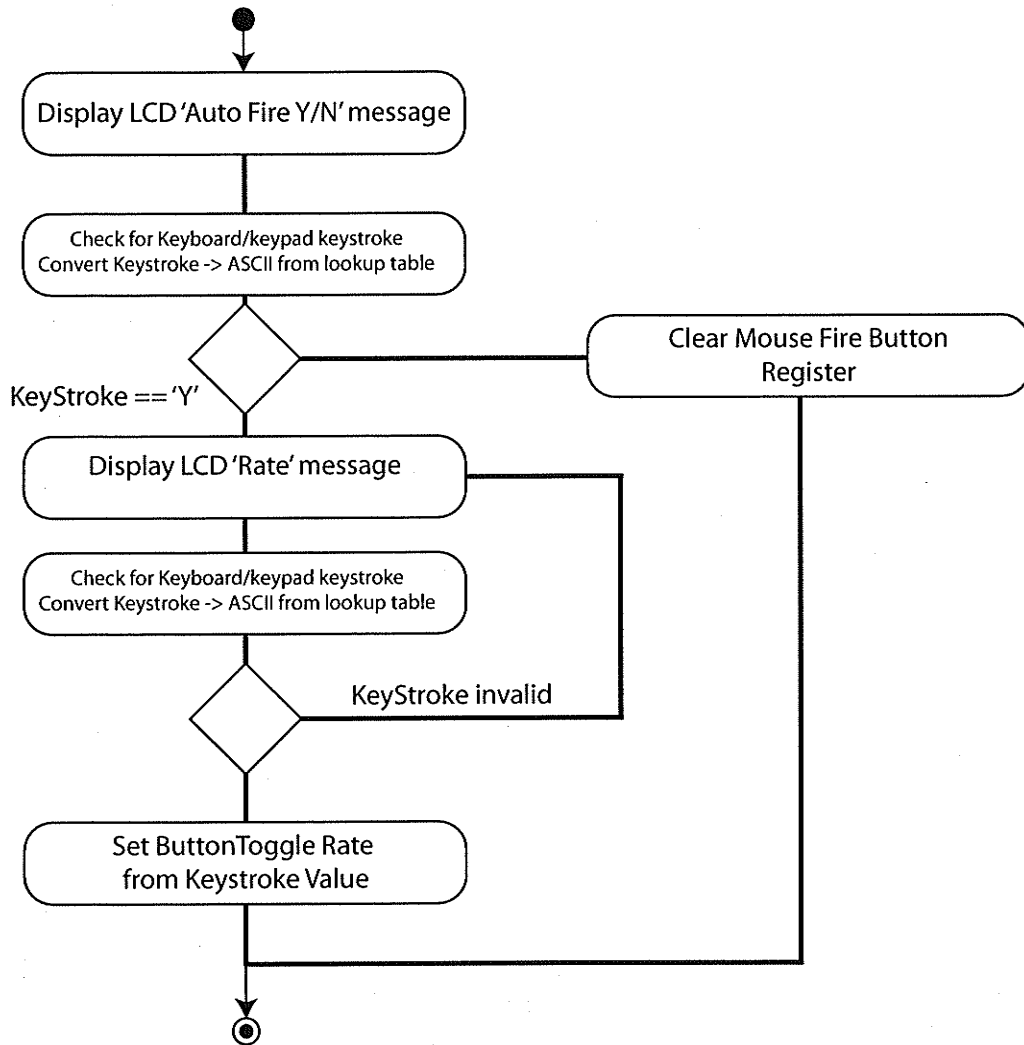 Display LCD 'Auto Fire Y/N' message
Check for Keyboard/keypad keystroke
Convert Keystroke -> ASCII from lookup table
Clear Mouse Fire Button
Register
KeyStroke == 'Y'
Display LCD 'Rate' message
Check for Keyboard/keypad keystroke
Convert Keystroke -> ASCII from lookup table
KeyStroke invalid
Set ButtonToggle Rate
from Keystroke Value